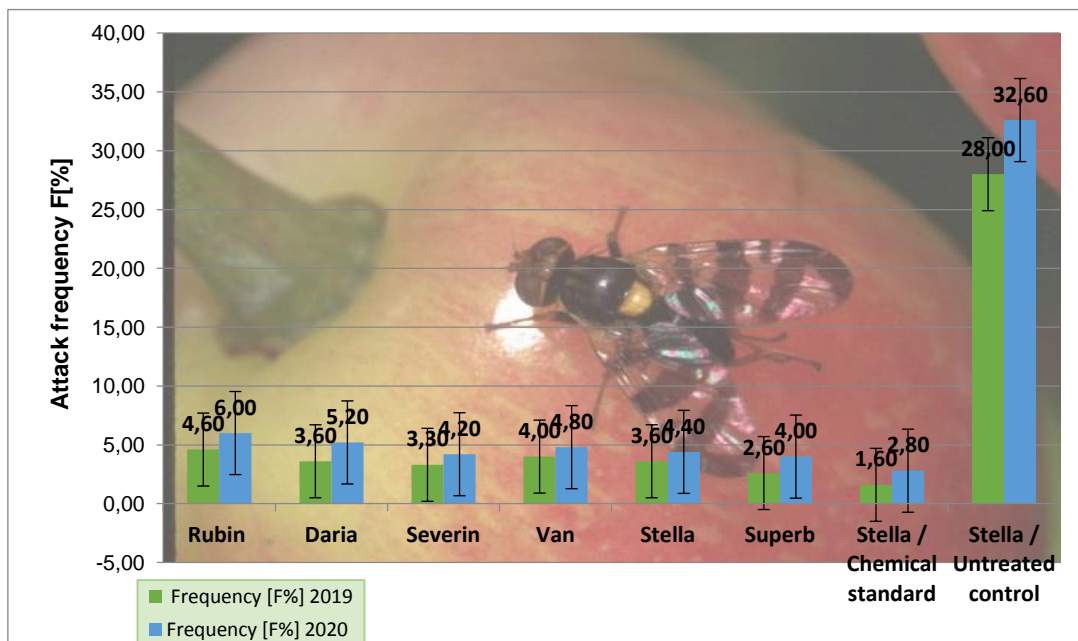 40,00
35,00
30,00
25,00
20,00
15,00
10,00
5,00
0,00
-5,00
Attack frequency F[%]
4,60
6,00
3,60
5,20
3,30
4,20
4,00
4,80
3,60
4,40
2,60
4,00
1,60
2,80
28,00
32,60
Rubin
Daria
Severin
Van
Stella
Superb
Stella /
Chemical
standard
Stella /
Untreated
control
Frequency [F%] 2019
Frequency [F%] 2020